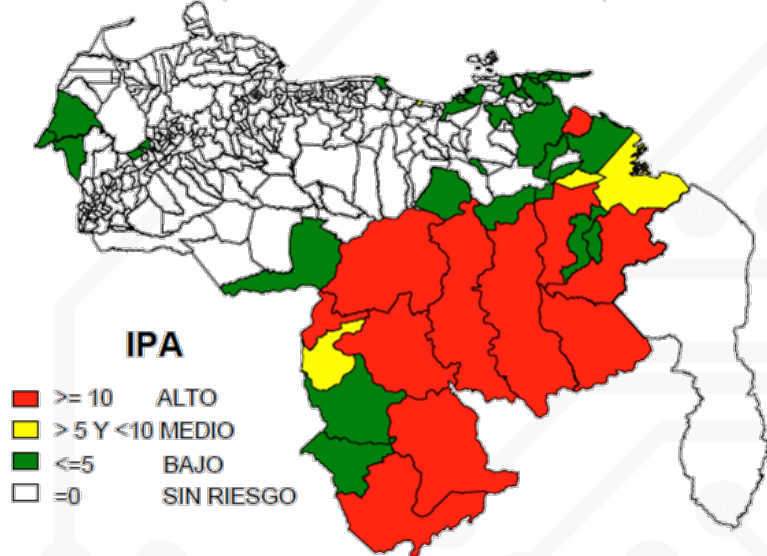 IPA
>= 10 ALTO
> 5 Y <10 MEDIO
<=5 BAJO
=0 SIN RIESGO